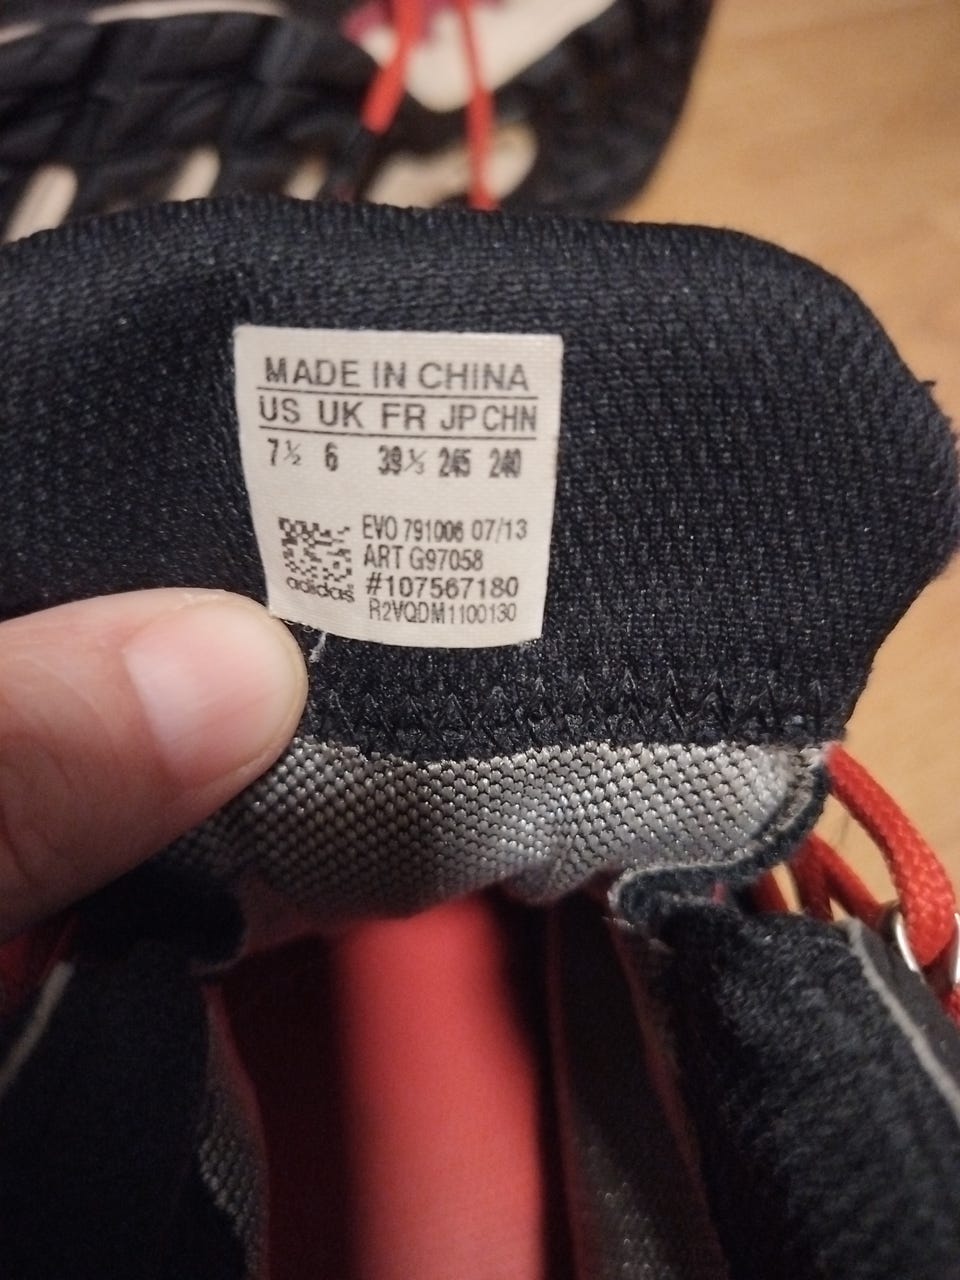 MADE IN CHINA
US UK FR JP CHN
7½ 6 39⅓ 245 240
EVO 791006 07/13
ART G97058
#107567180
adidas R2VQDM1100130